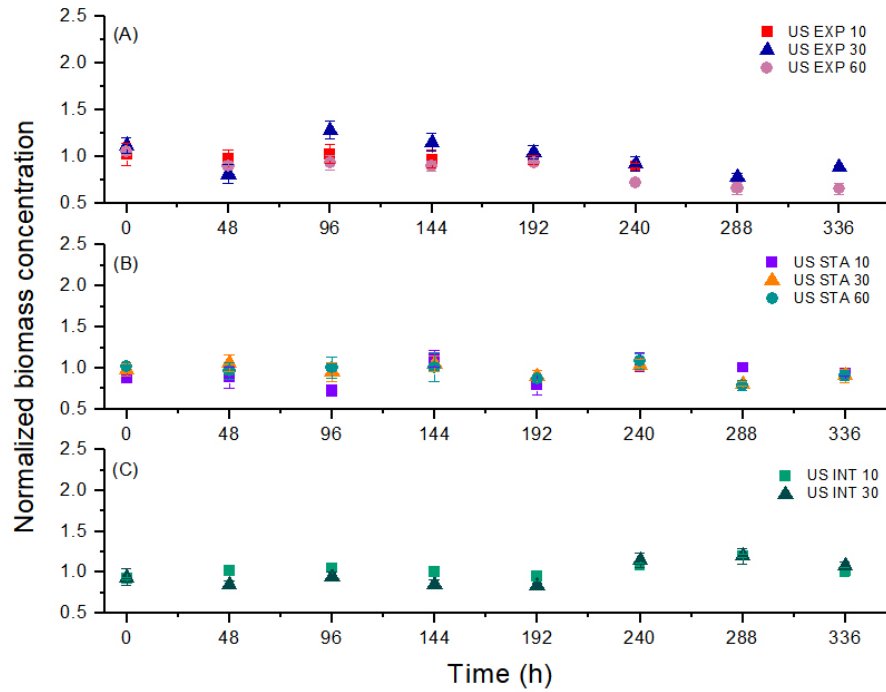 Normalized biomass concentration
(A)
US EXP 10
US EXP 30
US EXP 60
2.5
2.0
1.5
1.0
0.5
0 48 96 144 192 240 288 336
(B)
US STA 10
US STA 30
US STA 60
2.5
2.0
1.5
1.0
0.5
0 48 96 144 192 240 288 336
(C)
US INT 10
US INT 30
2.5
2.0
1.5
1.0
0.5
0 48 96 144 192 240 288 336
Time (h)